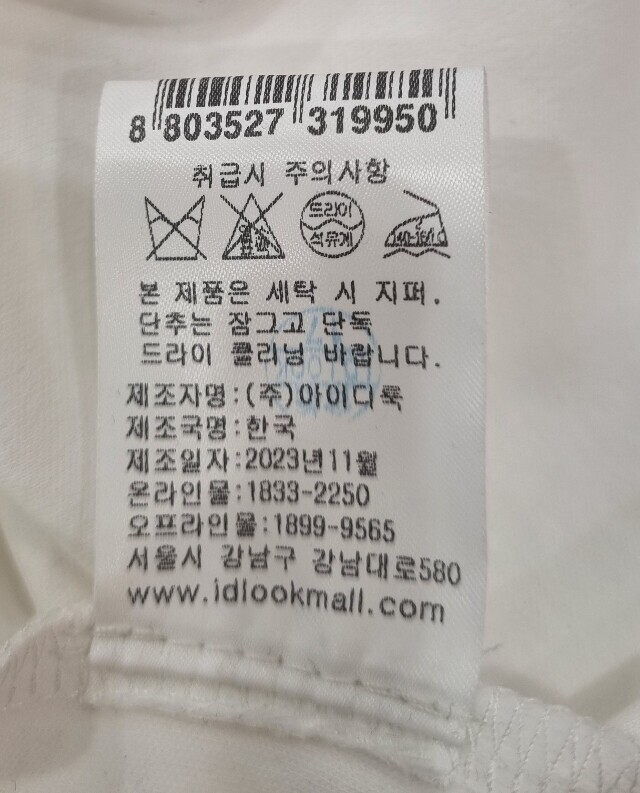 8 803527 319950
취급시 주의사항
드라이
석유계
140~160℃
본 제품은 세탁 시 지퍼.
단추는 잠그고 단독
드라이 클리닝 바랍니다.
제조자명:(주)아이디룩
제조국명:한국
제조일자:2023년11월
온라인몰:1833-2250
오프라인몰:1899-9565
서울시 강남구 강남대로580
www.idlookmall.com